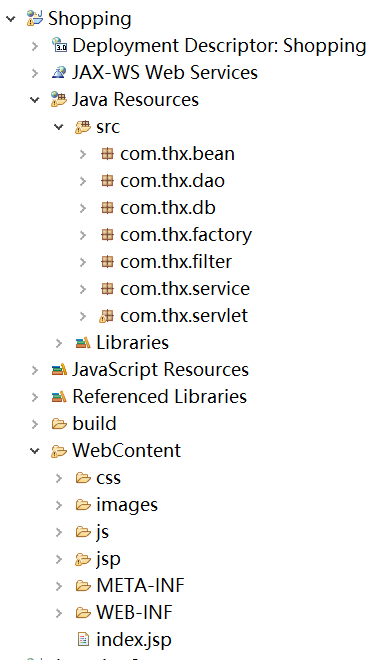 Shopping
Deployment Descriptor: Shopping
JAX-WS Web Services
Java Resources
src
com.thx.bean
com.thx.dao
com.thx.db
com.thx.factory
com.thx.filter
com.thx.service
com.thx.servlet
Libraries
JavaScript Resources
Referenced Libraries
build
WebContent
css
images
js
jsp
META-INF
WEB-INF
index.jsp